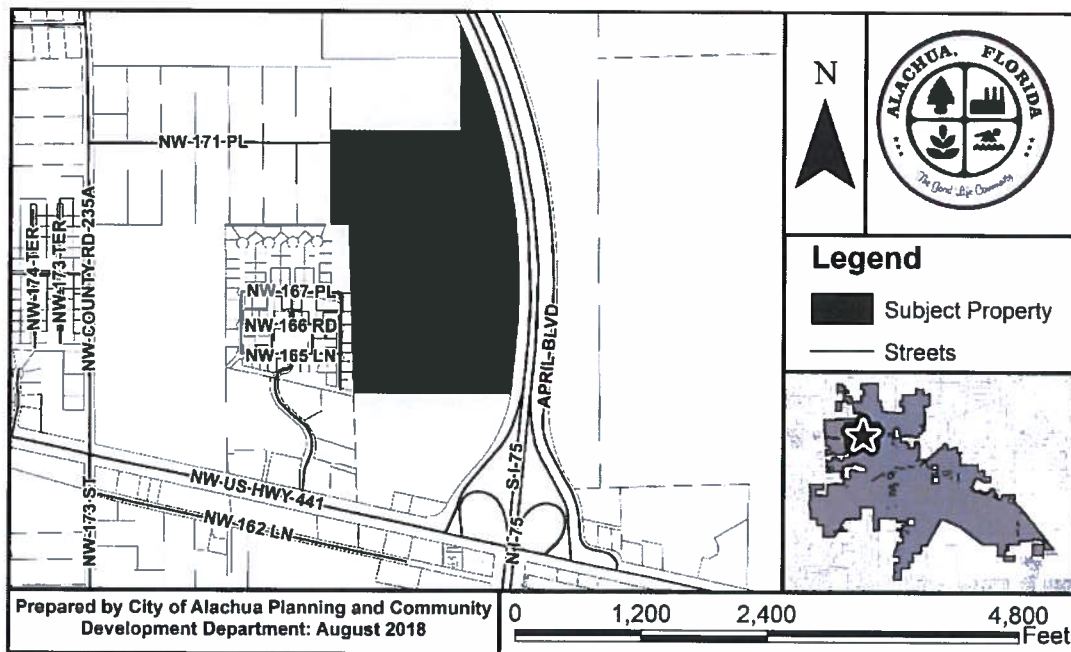 NW-171-PL
NW-COUNTY-RD-235A
NW-174-TER
NW-173-TER
NW-167-PL
NW-166-RD
NW-165-LN
APRIL-BLVD
S-I-75
N-I-75
NW-US-HWY-441
NW-162-LN
NW-173-ST
N
ALACHUA, FLORIDA
The Good Life Community
Legend
Subject Property
Streets
Prepared by City of Alachua Planning and Community
Development Department: August 2018
0 1,200 2,400 4,800
Feet